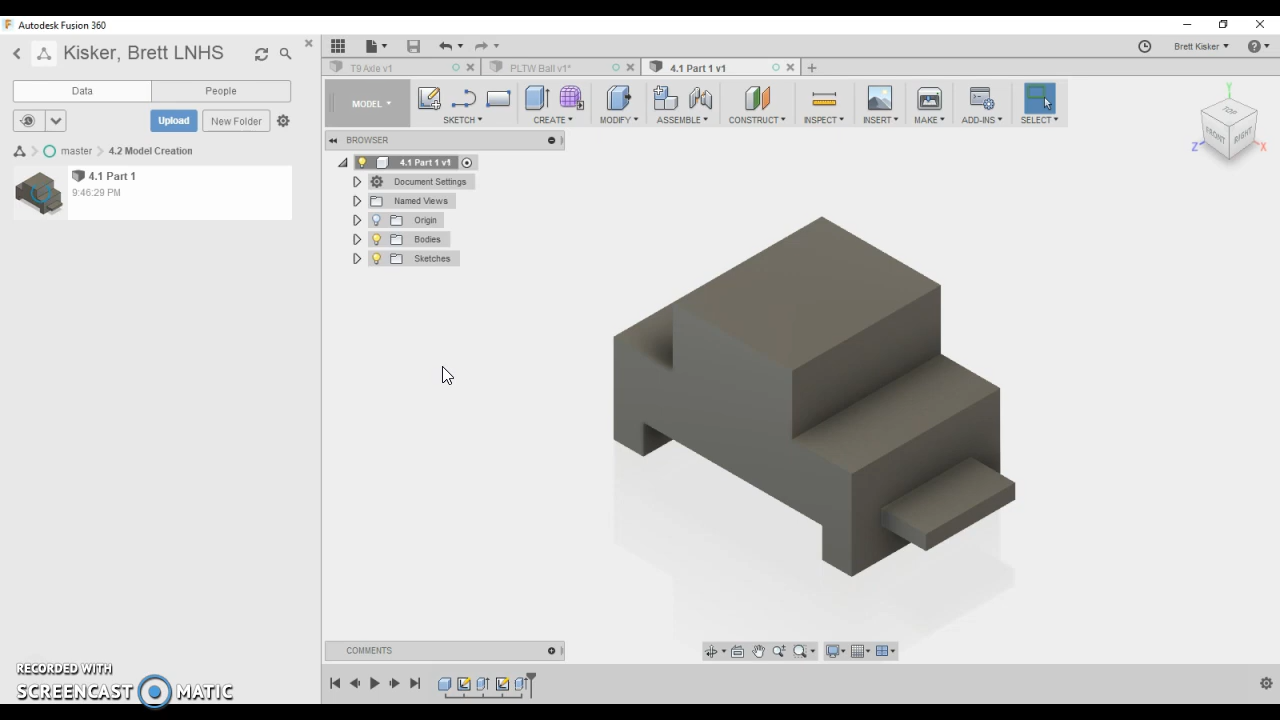 Autodesk Fusion 360
Kisker, Brett LNHS
Data People
Upload New Folder
master 4.2 Model Creation
4.1 Part 1
9:46:29 PM
Brett Kisker
T9 Axle v1 PLTW Ball v1* 4.1 Part 1 v1
MODEL SKETCH CREATE MODIFY ASSEMBLE CONSTRUCT INSPECT INSERT MAKE ADD-INS SELECT
BROWSER
4.1 Part 1 v1
Document Settings
Named Views
Origin
Bodies
Sketches
Y
FRONT RIGHT
Z X
COMMENTS
RECORDED WITH
SCREENCAST MATIC